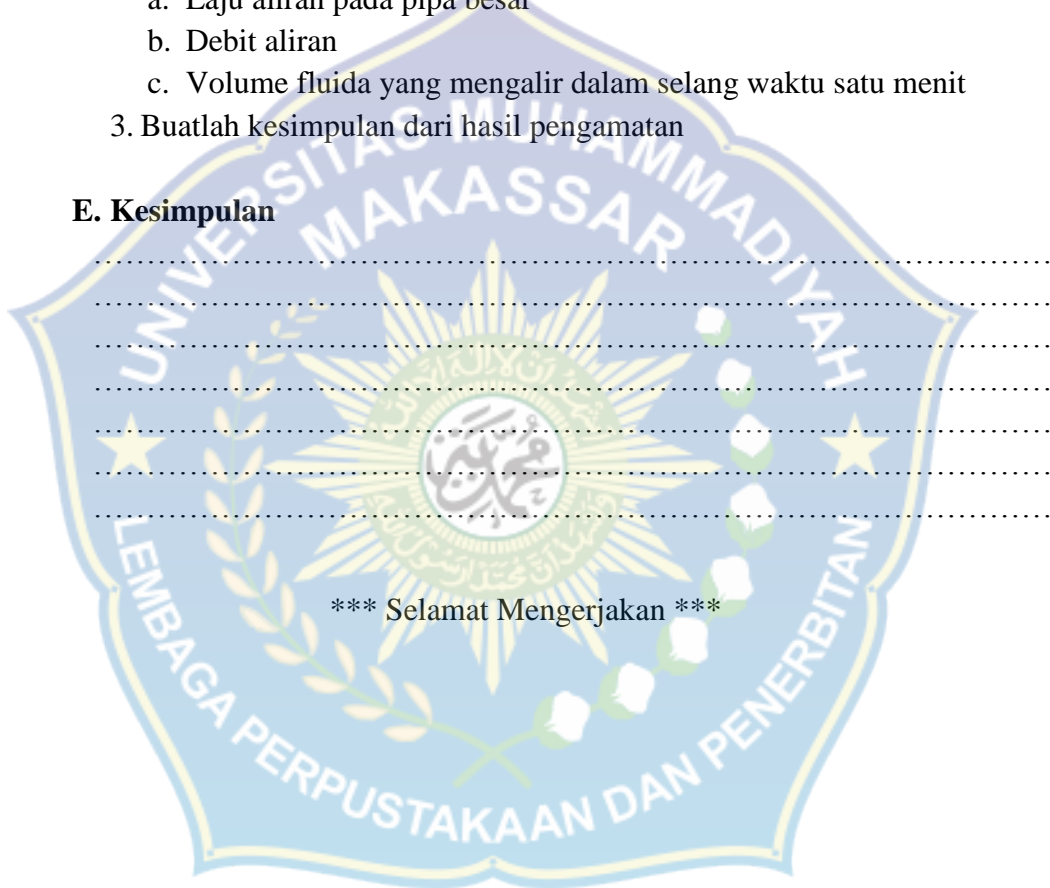 a. Laju aliran pada pipa besar
b. Debit aliran
c. Volume fluida yang mengalir dalam selang waktu satu menit
3. Buatlah kesimpulan dari hasil pengamatan
E. Kesimpulan
UNIVERSITAS MUHAMMADIYAH
MAKASSAR
………………………………………………………………………………
………………………………………………………………………………
………………………………………………………………………………
………………………………………………………………………………
………………………………………………………………………………
………………………………………………………………………………
………………………………………………………………………………
*** Selamat Mengerjakan ***
LEMBAGA PERPUSTAKAAN DAN PENERBITAN